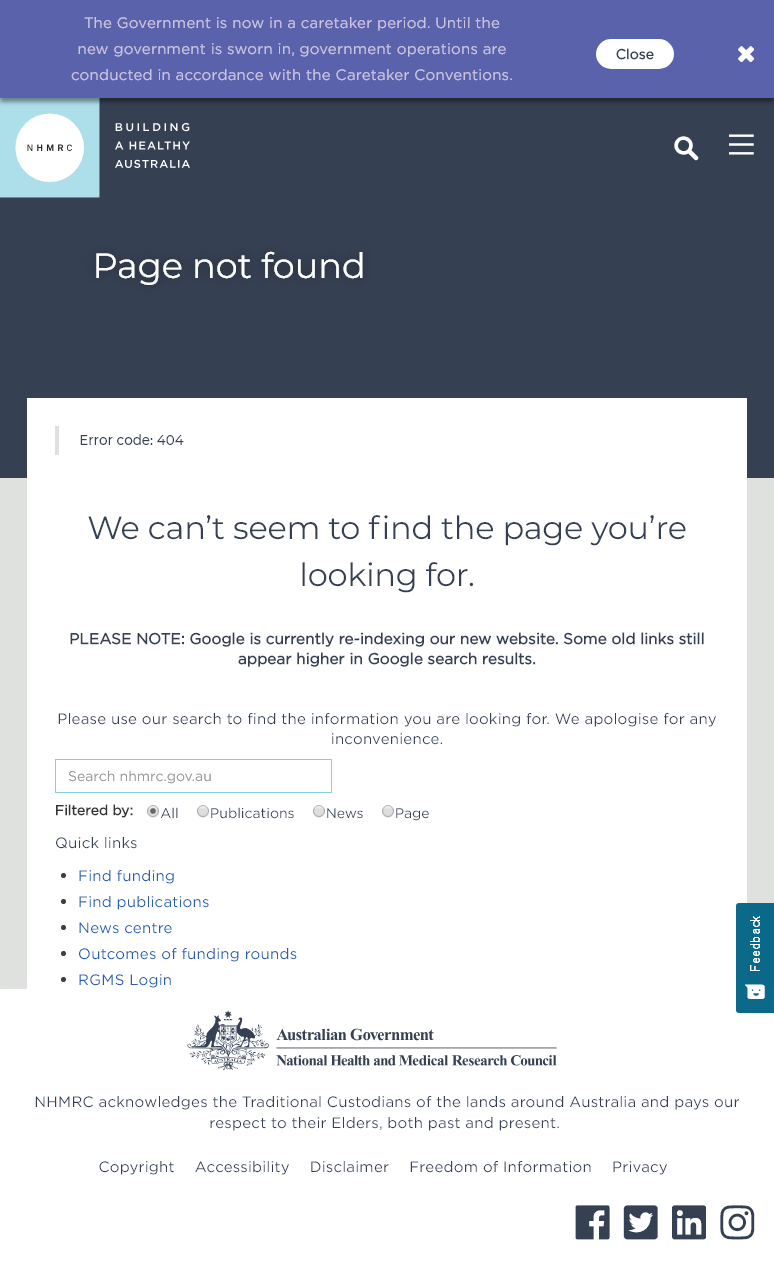 The Government is now in a caretaker period. Until the
new government is sworn in, government operations are
conducted in accordance with the Caretaker Conventions.
Close
NHMRC
BUILDING
A HEALTHY
AUSTRALIA
Page not found
Error code: 404
We can’t seem to find the page you’re
looking for.
PLEASE NOTE: Google is currently re-indexing our new website. Some old links still
appear higher in Google search results.
Please use our search to find the information you are looking for. We apologise for any
inconvenience.
Search nhmrc.gov.au
Filtered by: All Publications News Page
Quick links
Find funding
Find publications
News centre
Outcomes of funding rounds
RGMS Login
Feedback
Australian Government
National Health and Medical Research Council
NHMRC acknowledges the Traditional Custodians of the lands around Australia and pays our
respect to their Elders, both past and present.
Copyright Accessibility Disclaimer Freedom of Information Privacy